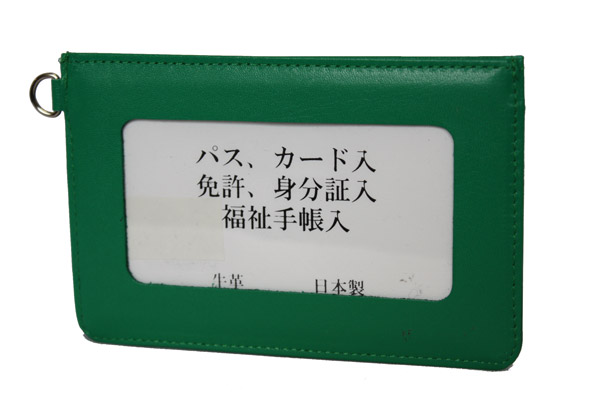 パス、カード入
免許、身分証入
福祉手帳入
牛革 日本製